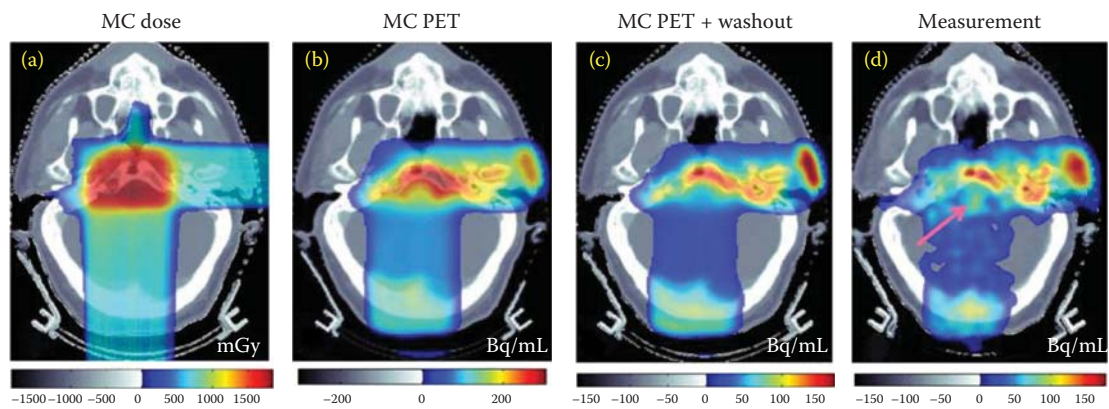 MC dose MC PET MC PET + washout Measurement
(a) (b) (c) (d)
mGy Bq/mL Bq/mL Bq/mL
−1500 −1000 −500 0 500 1000 1500 −200 0 200 −150 −100 −50 0 50 100 150 −150 −100 −50 0 50 100 150